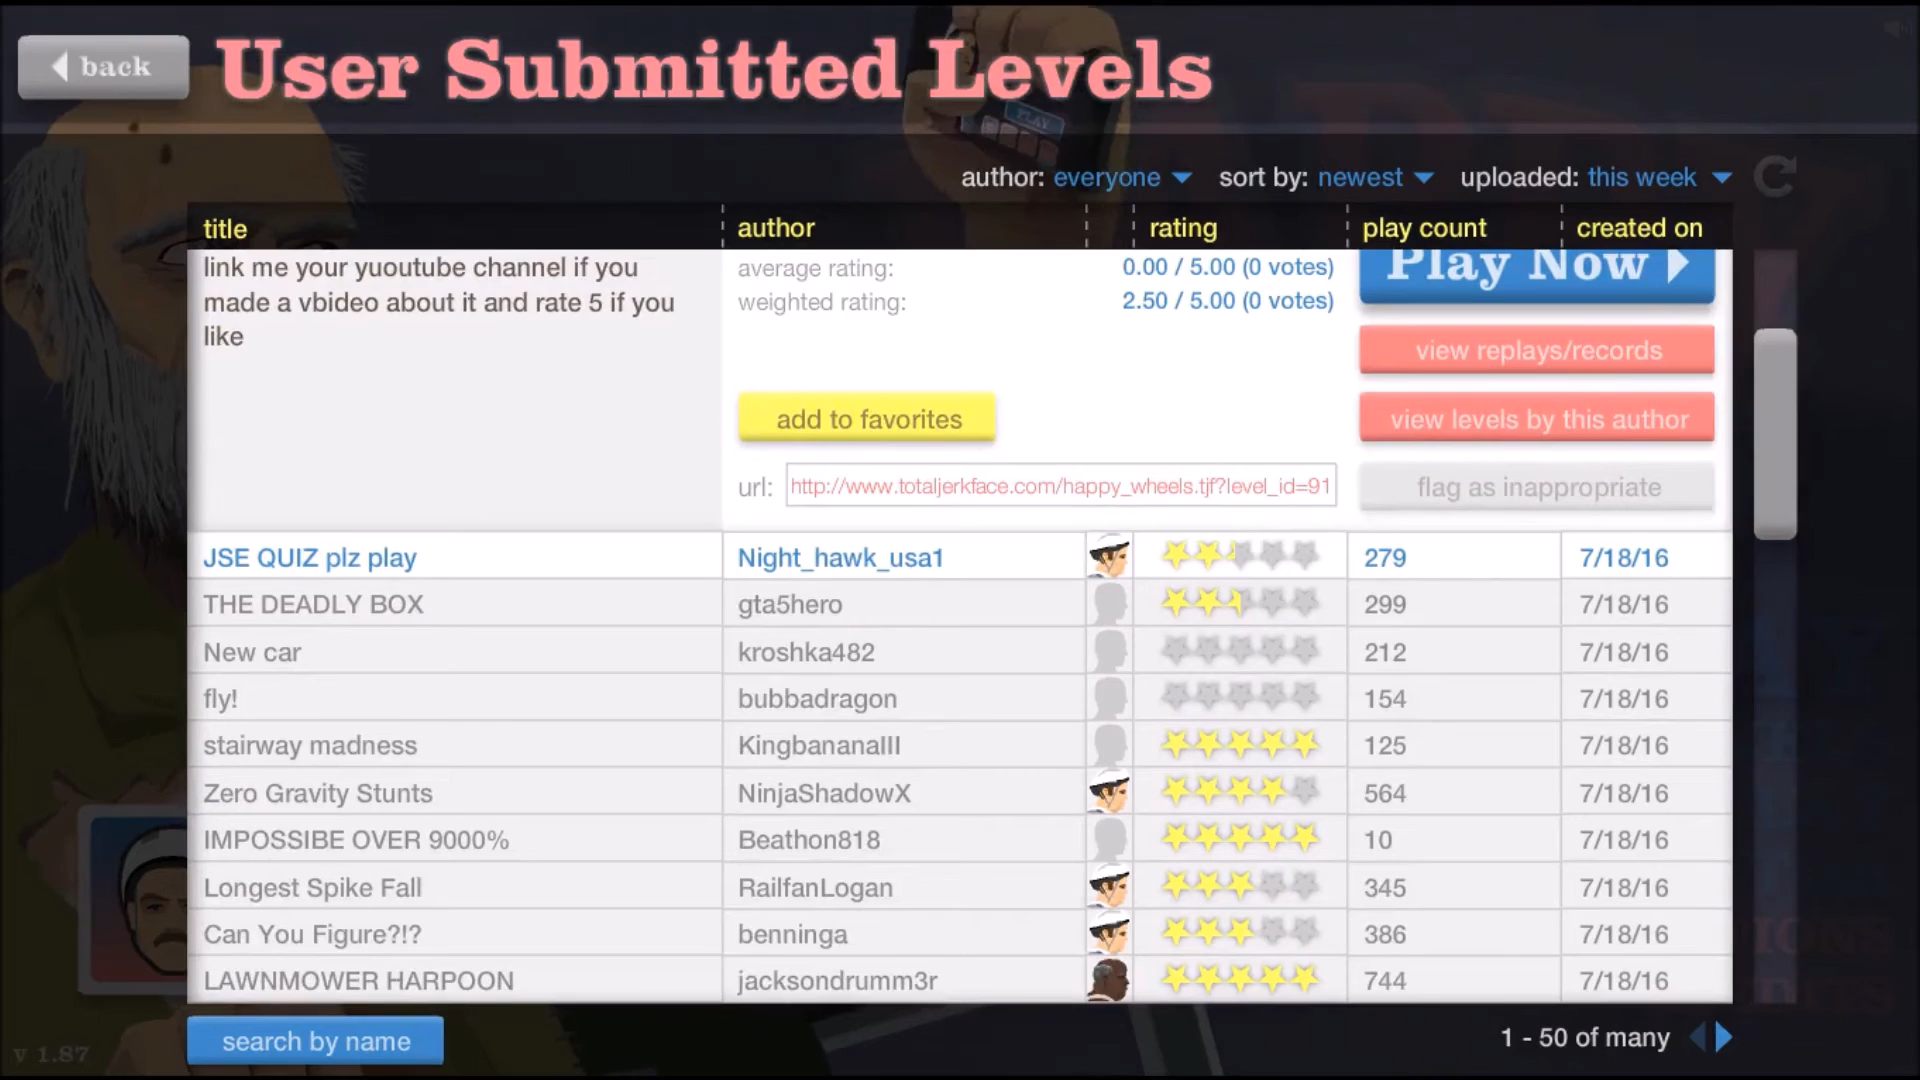 back
User Submitted Levels
PLAY
author: everyone sort by: newest uploaded: this week
title author rating play count created on
link me your yuoutube channel if you
made a vbideo about it and rate 5 if you
like
average rating: 0.00 / 5.00 (0 votes)
weighted rating: 2.50 / 5.00 (0 votes)
Play Now
view replays/records
add to favorites
view levels by this author
url: http://www.totaljerkface.com/happy_wheels.tjf?level_id=91
flag as inappropriate
JSE QUIZ plz play Night_hawk_usa1 279 7/18/16
THE DEADLY BOX gta5hero 299 7/18/16
New car kroshka482 212 7/18/16
fly! bubbadragon 154 7/18/16
stairway madness KingbananaIII 125 7/18/16
Zero Gravity Stunts NinjaShadowX 564 7/18/16
IMPOSSIBE OVER 9000% Beathon818 10 7/18/16
Longest Spike Fall RailfanLogan 345 7/18/16
Can You Figure?!? benninga 386 7/18/16
LAWNMOWER HARPOON jacksondrumm3r 744 7/18/16
search by name
1 - 50 of many
v 1.87